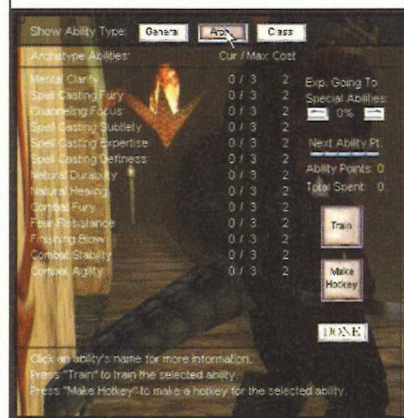 Show Ability Type: General Arch Class
Archetype Abilities: Cur / Max Cost
Mental Clarity 0 / 3 2
Spell Casting Fury 0 / 3 2
Channeling Focus 0 / 3 2
Spell Casting Subtlety 0 / 3 2
Spell Casting Expertise 0 / 3 2
Spell Casting Deftness 0 / 3 2
Natural Durability 0 / 3 2
Natural Healing 0 / 3 2
Combat Fury 0 / 3 2
Fear Resistance 0 / 3 2
Finishing Blow 0 / 3 2
Combat Stability 0 / 3 2
Combat Agility 0 / 3 2
Exp. Going To
Special Abilities:
0%
Next Ability Pt.
Ability Points: 0
Total Spent: 0
Train
Make
Hotkey
DONE
Click an ability's name for more information.
Press "Train" to train the selected ability.
Press "Make Hotkey" to make a hotkey for the selected ability.